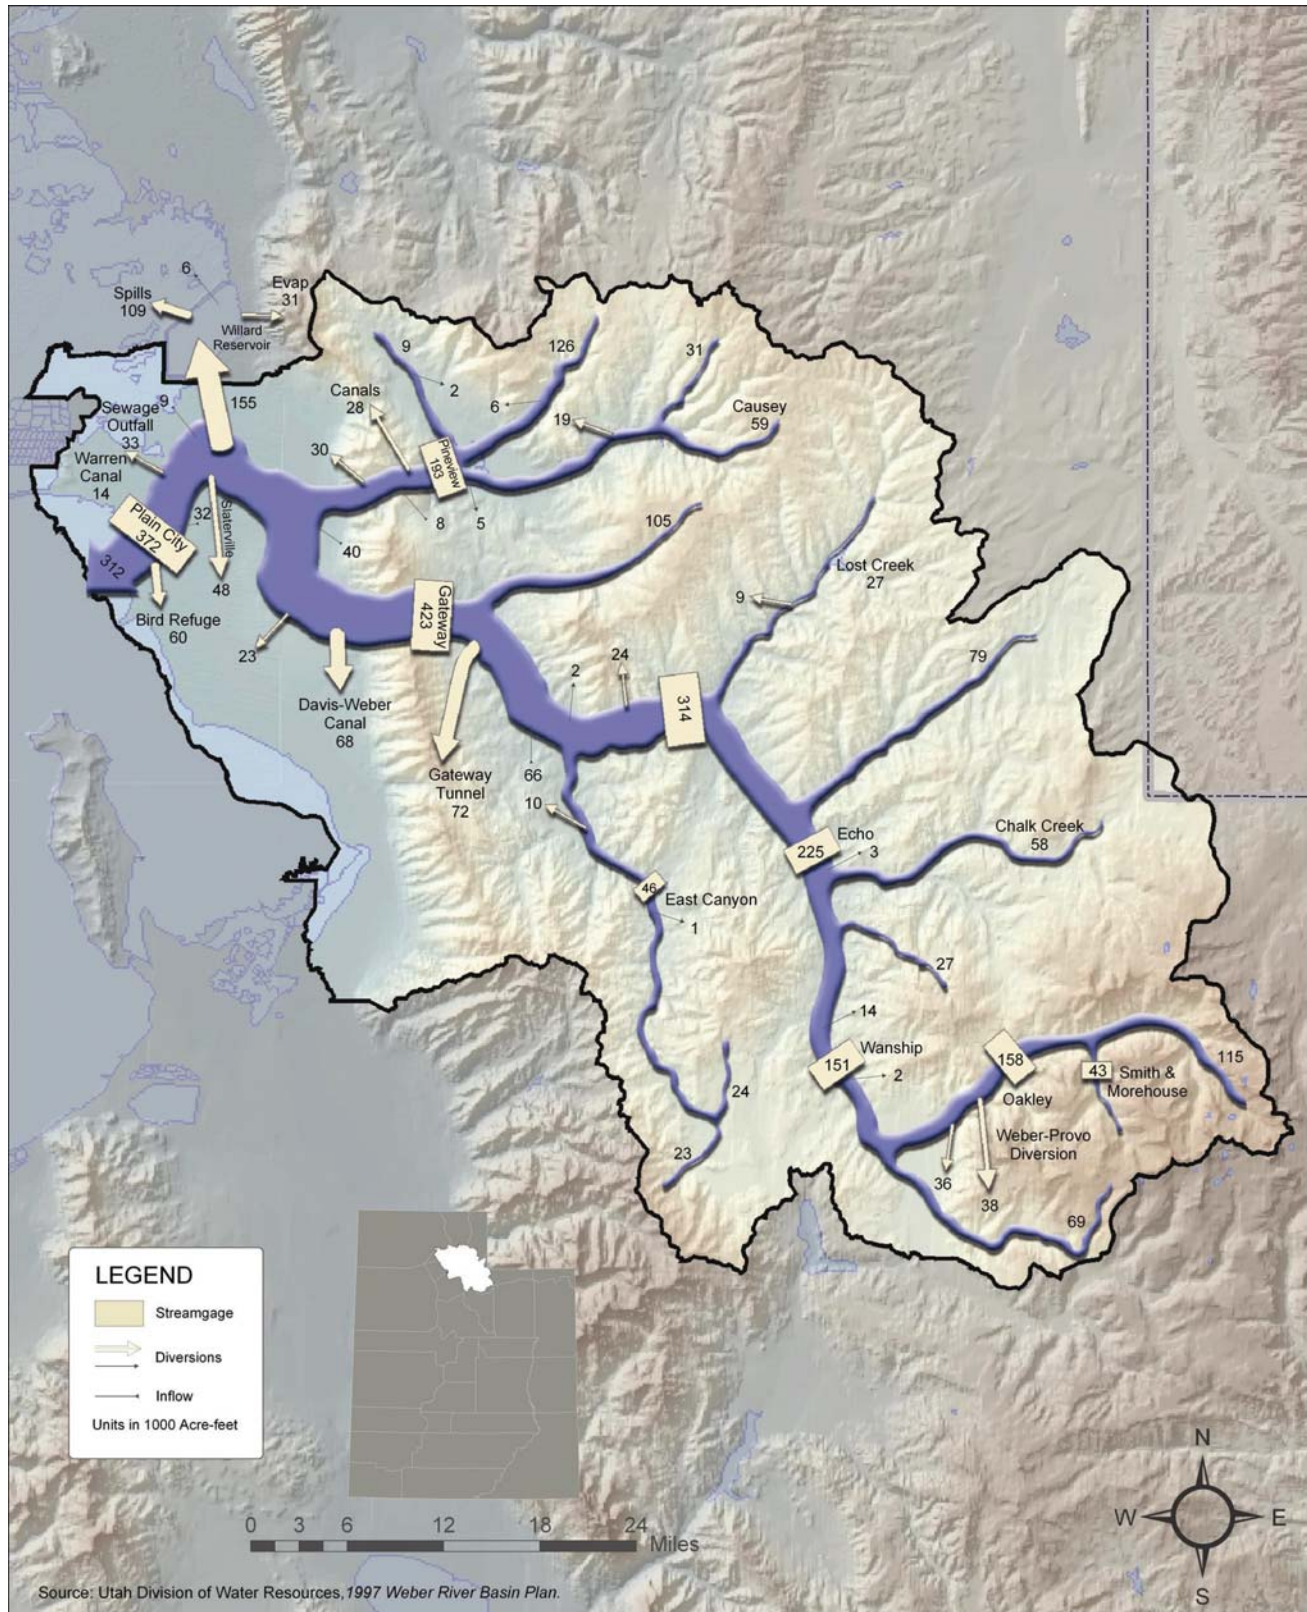 6
Spills
109
Evap
31
Willard
Reservoir
9
155
Sewage
Outfall
33
Warren
Canal
14
Plain City
372
312
32
Slaterville
48
Bird Refuge
60
23
Davis-Weber
Canal
68
Canals
28
30
9
2
126
6
31
19
Causey
59
Pineview
193
8
5
40
105
Gateway
423
Gateway
Tunnel
72
24
2
66
10
314
9
Lost Creek
27
79
Echo
225
3
Chalk Creek
58
46
East Canyon
1
27
14
Wanship
151
2
24
23
158
Oakley
43
Smith &
Morehouse
115
Weber-Provo
Diversion
36
38
69
LEGEND
Streamgage
Diversions
Inflow
Units in 1000 Acre-feet
0 3 6 12 18 24
Miles
N
W E
S
Source: Utah Division of Water Resources,1997 Weber River Basin Plan.